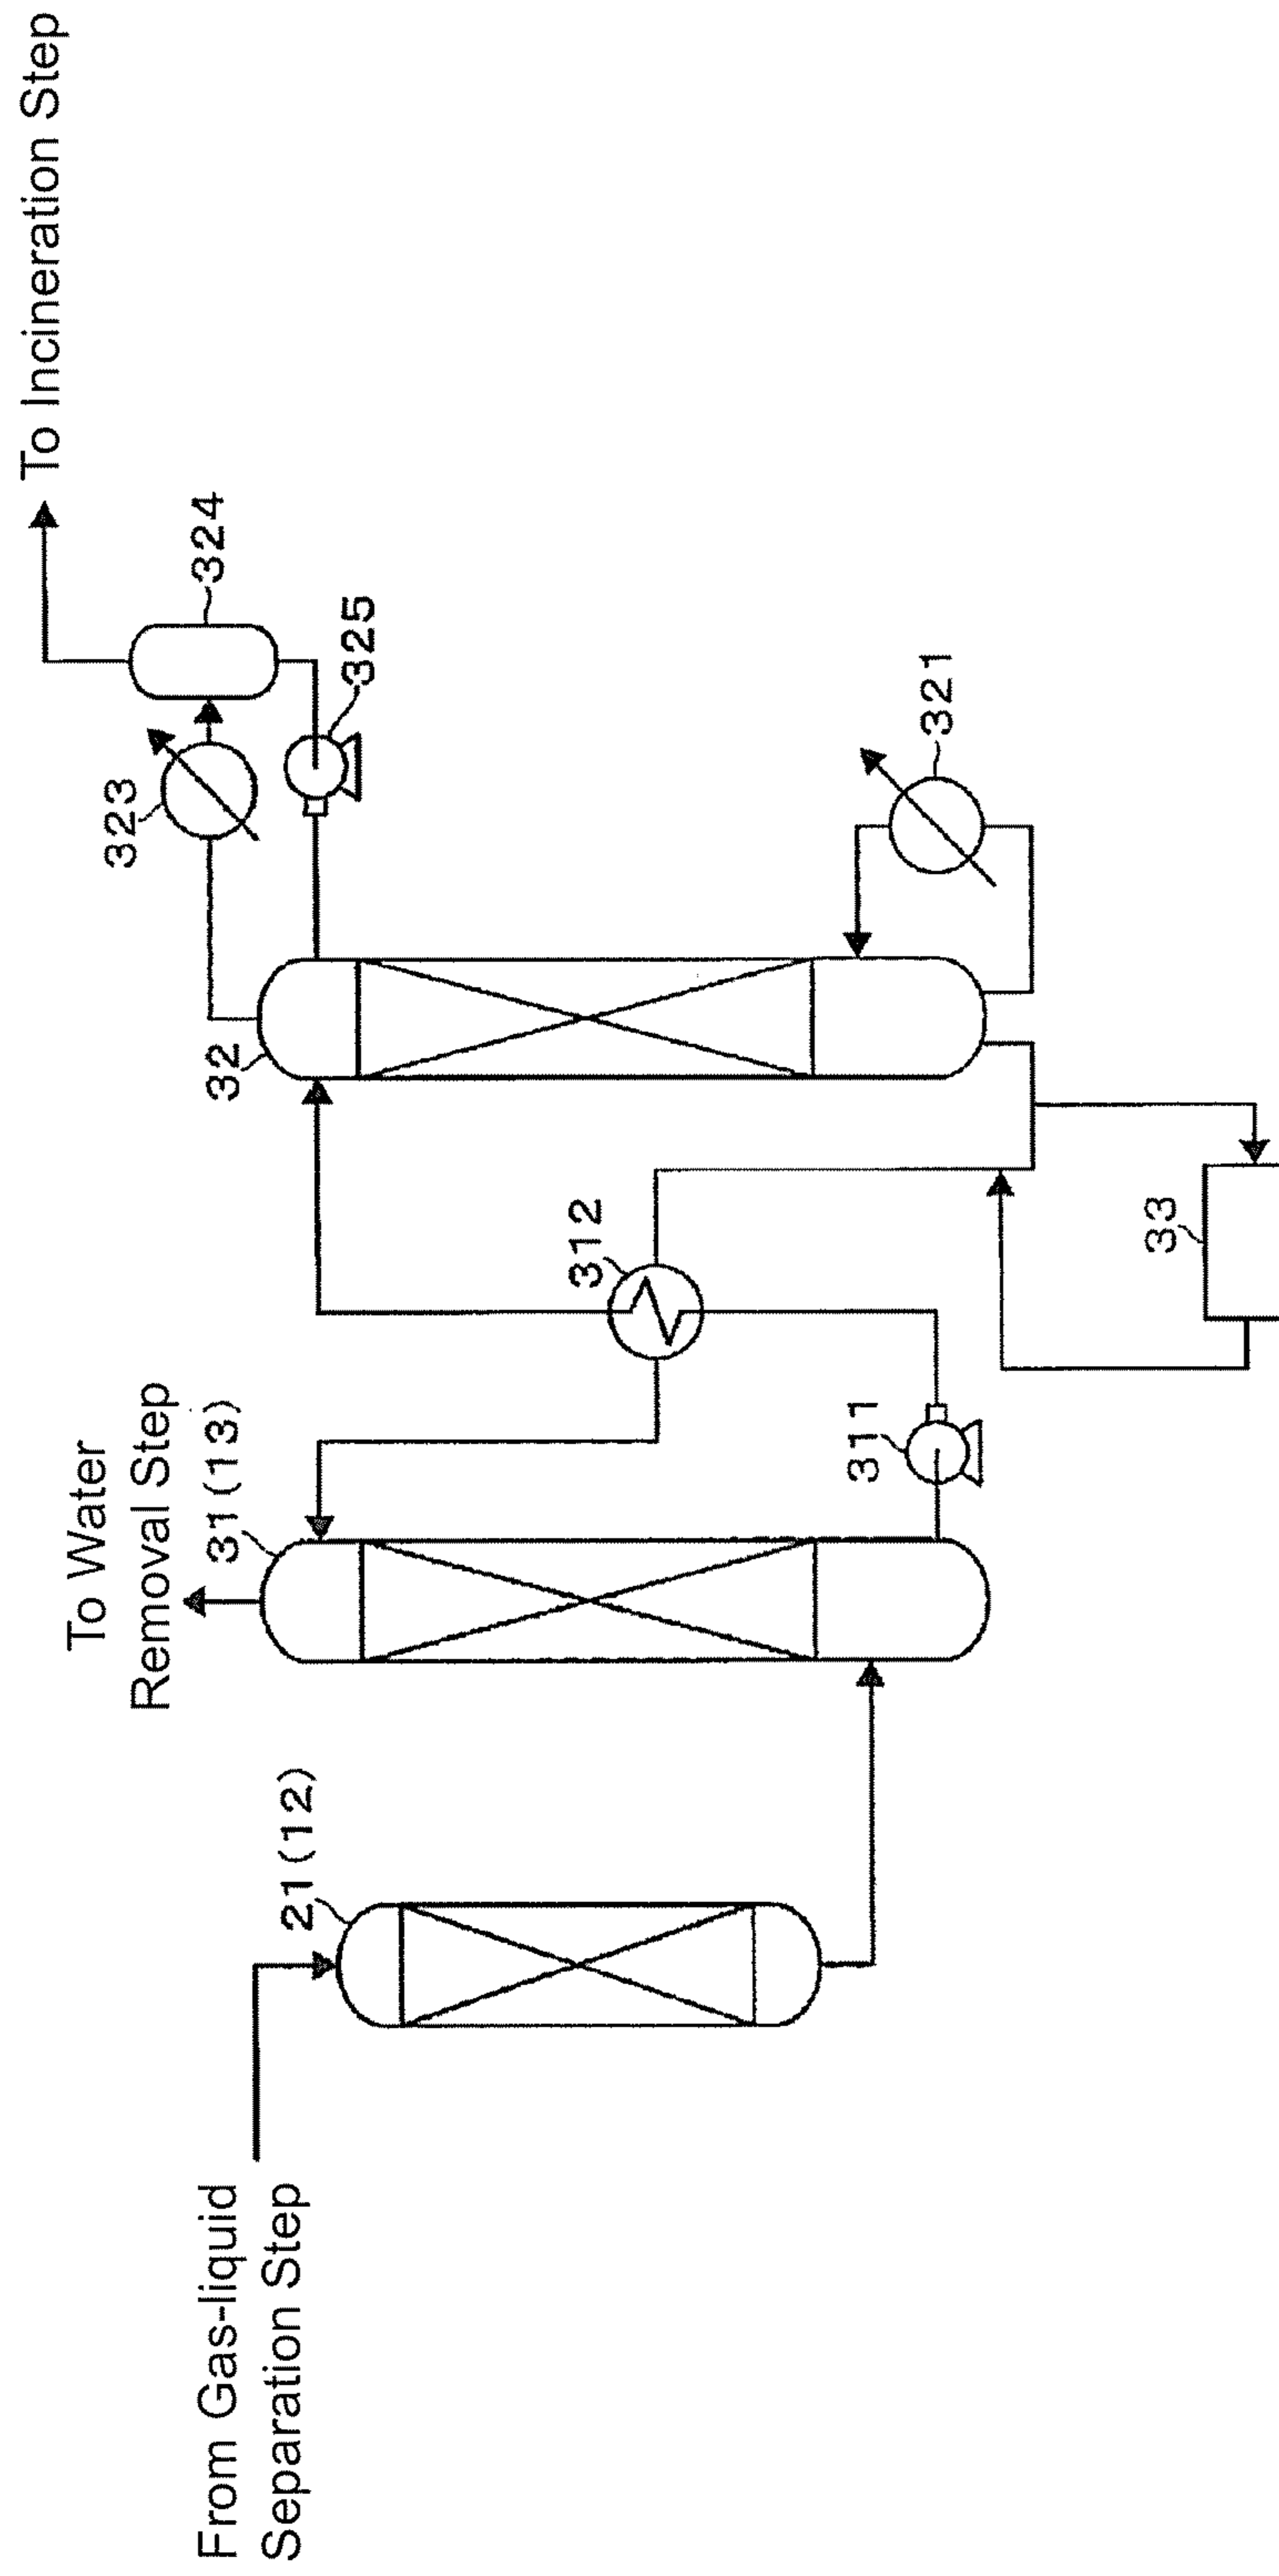 From Gas-liquid
Separation Step
21(12)
To Water
Removal Step
31(13)
311
312
33
32
323
324
325
321
To Incineration Step